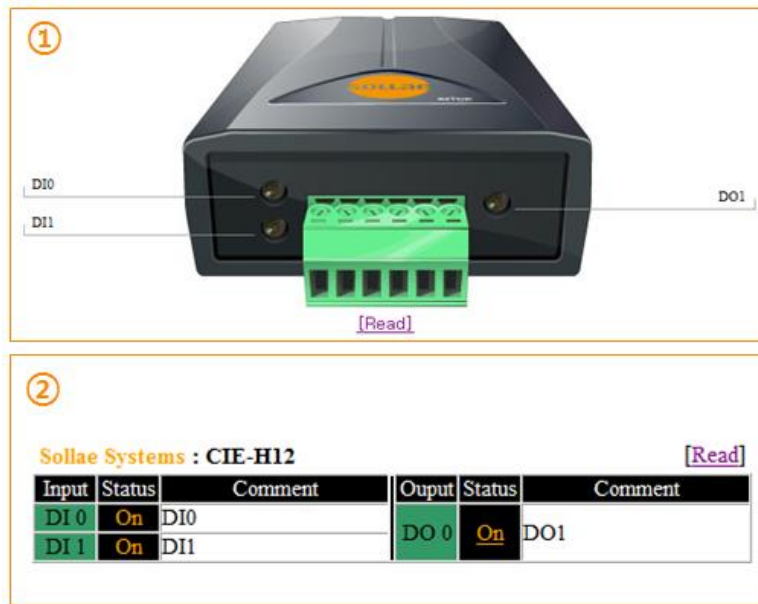 ①
sollae
DI0
DO1
DI1
[Read]
②
Sollae Systems : CIE-H12 [Read]
Input Status Comment Ouput Status Comment
DI 0 On DI0 DO 0 On DO1
DI 1 On DI1